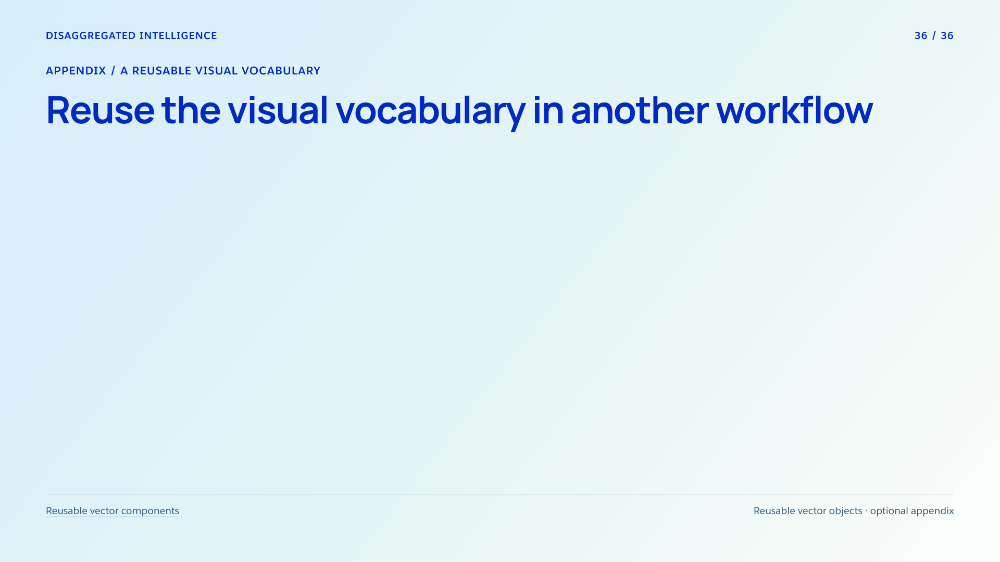 DISAGGREGATED INTELLIGENCE
36 / 36
APPENDIX / A REUSABLE VISUAL VOCABULARY
Reuse the visual vocabulary in another workflow
Reusable vector components
Reusable vector objects · optional appendix